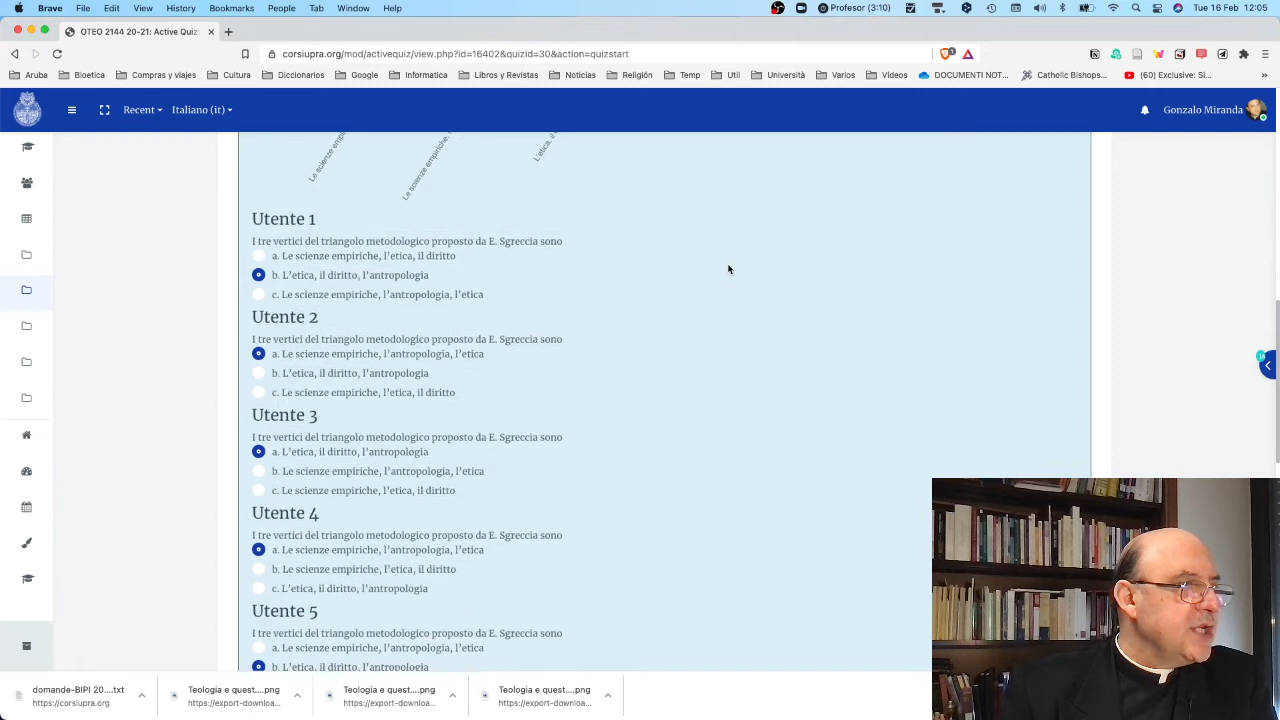 Brave File Edit View History Bookmarks People Tab Window Help Profesor (3:10) Tue 16 Feb 12:05
OTEO 2144 20-21: Active Quiz:
corsiupra.org/mod/activequiz/view.php?id=16402&quizid=30&action=quizstart
Aruba Bioetica Compras y viajes Cultura Diccionarios Google Informatica Libros y Revistas Noticias Religión Temp Util Università Varios Vídeos DOCUMENTI NOT... Catholic Bishops... (60) Exclusive: SI...
Recent Italiano (it) Gonzalo Miranda
Le scienze empi
Le scienze empiriche,
L'etica, il
Utente 1
I tre vertici del triangolo metodologico proposto da E. Sgreccia sono
a. Le scienze empiriche, l'etica, il diritto
b. L'etica, il diritto, l'antropologia
c. Le scienze empiriche, l'antropologia, l'etica
Utente 2
I tre vertici del triangolo metodologico proposto da E. Sgreccia sono
a. Le scienze empiriche, l'antropologia, l'etica
b. L'etica, il diritto, l'antropologia
c. Le scienze empiriche, l'etica, il diritto
Utente 3
I tre vertici del triangolo metodologico proposto da E. Sgreccia sono
a. L'etica, il diritto, l'antropologia
b. Le scienze empiriche, l'antropologia, l'etica
c. Le scienze empiriche, l'etica, il diritto
Utente 4
I tre vertici del triangolo metodologico proposto da E. Sgreccia sono
a. Le scienze empiriche, l'antropologia, l'etica
b. Le scienze empiriche, l'etica, il diritto
c. L'etica, il diritto, l'antropologia
Utente 5
I tre vertici del triangolo metodologico proposto da E. Sgreccia sono
a. Le scienze empiriche, l'antropologia, l'etica
b. L'etica, il diritto, l'antropologia
domande-BIPI 20....txt Teologia e quest....png Teologia e quest....png Teologia e quest....png
https://corsiupra.org https://export-downloa... https://export-downloa... https://export-downloa...